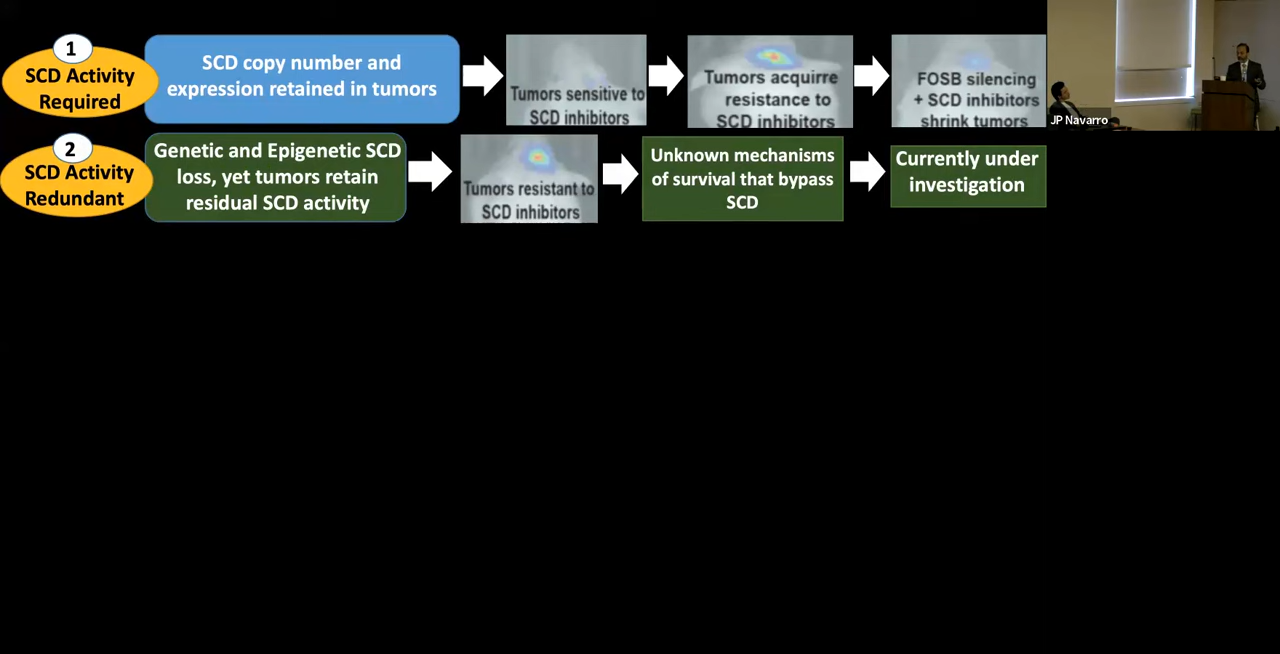 1
SCD Activity
Required
SCD copy number and
expression retained in tumors
Tumors sensitive to
SCD inhibitors
Tumors acquirre
resistance to
SCD inhibitors
FOSB silencing
+ SCD inhibitors
shrink tumors
JP Navarro
2
SCD Activity
Redundant
Genetic and Epigenetic SCD
loss, yet tumors retain
residual SCD activity
Tumors resistant to
SCD inhibitors
Unknown mechanisms
of survival that bypass
SCD
Currently under
investigation